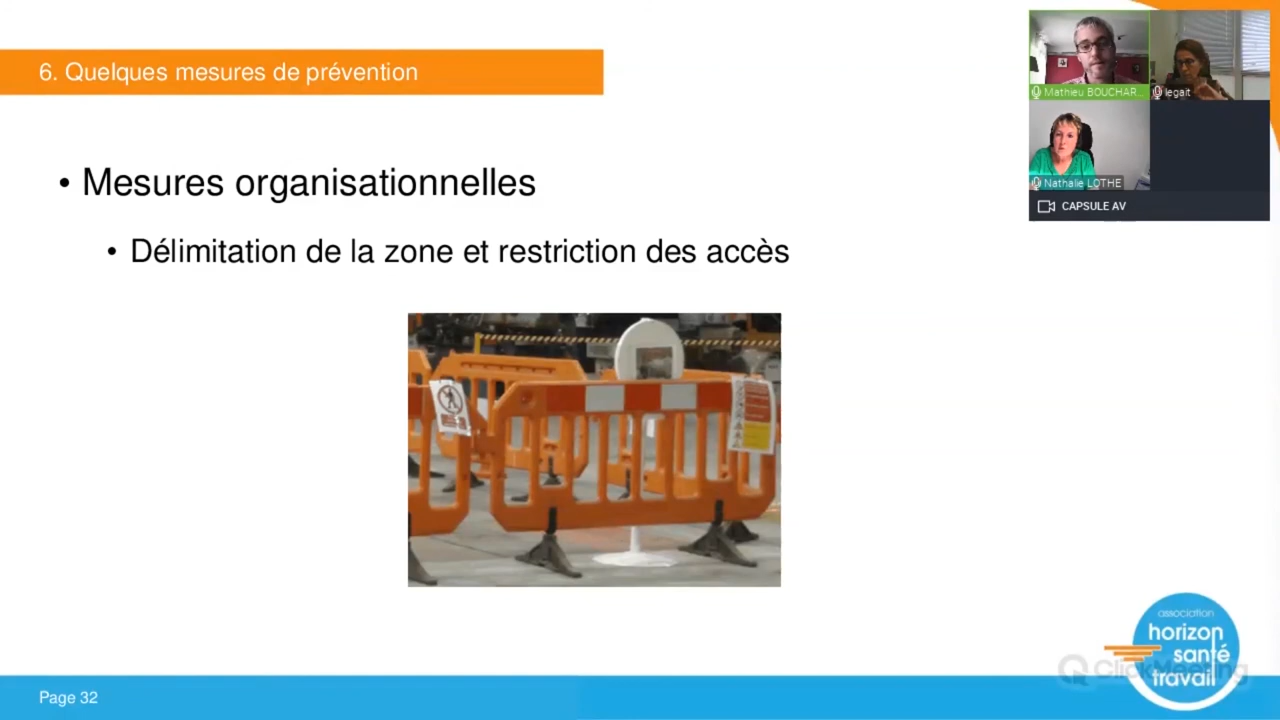 6. Quelques mesures de prévention
• Mesures organisationnelles
• Délimitation de la zone et restriction des accès
Mathieu BOUCHAR...
legait
Nathalie LOTHE
CAPSULE AV
association
horizon
santé
travail
ClickMeeting
Page 32